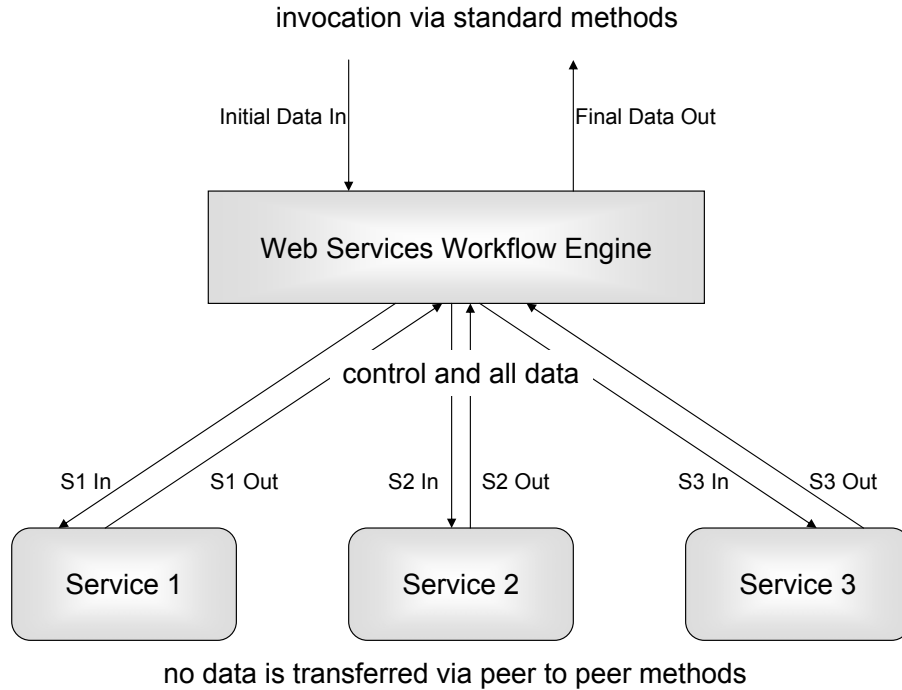 invocation via standard methods
Initial Data In
Final Data Out
Web Services Workflow Engine
control and all data
S1 In
S1 Out
S2 In
S2 Out
S3 In
S3 Out
Service 1
Service 2
Service 3
no data is transferred via peer to peer methods